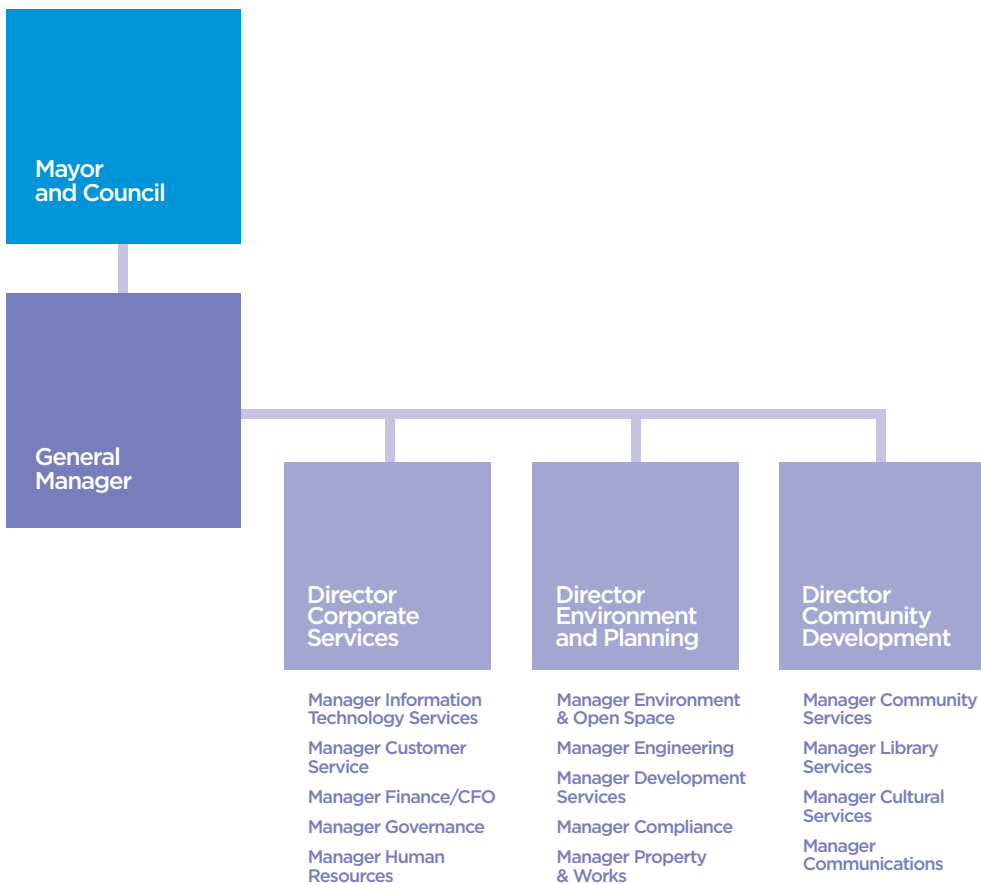 Mayor
and Council
General
Manager
Director
Corporate
Services
Manager Information
Technology Services
Manager Customer
Service
Manager Finance/CFO
Manager Governance
Manager Human
Resources
Director
Environment
and Planning
Manager Environment
& Open Space
Manager Engineering
Manager Development
Services
Manager Compliance
Manager Property
& Works
Director
Community
Development
Manager Community
Services
Manager Library
Services
Manager Cultural
Services
Manager
Communications